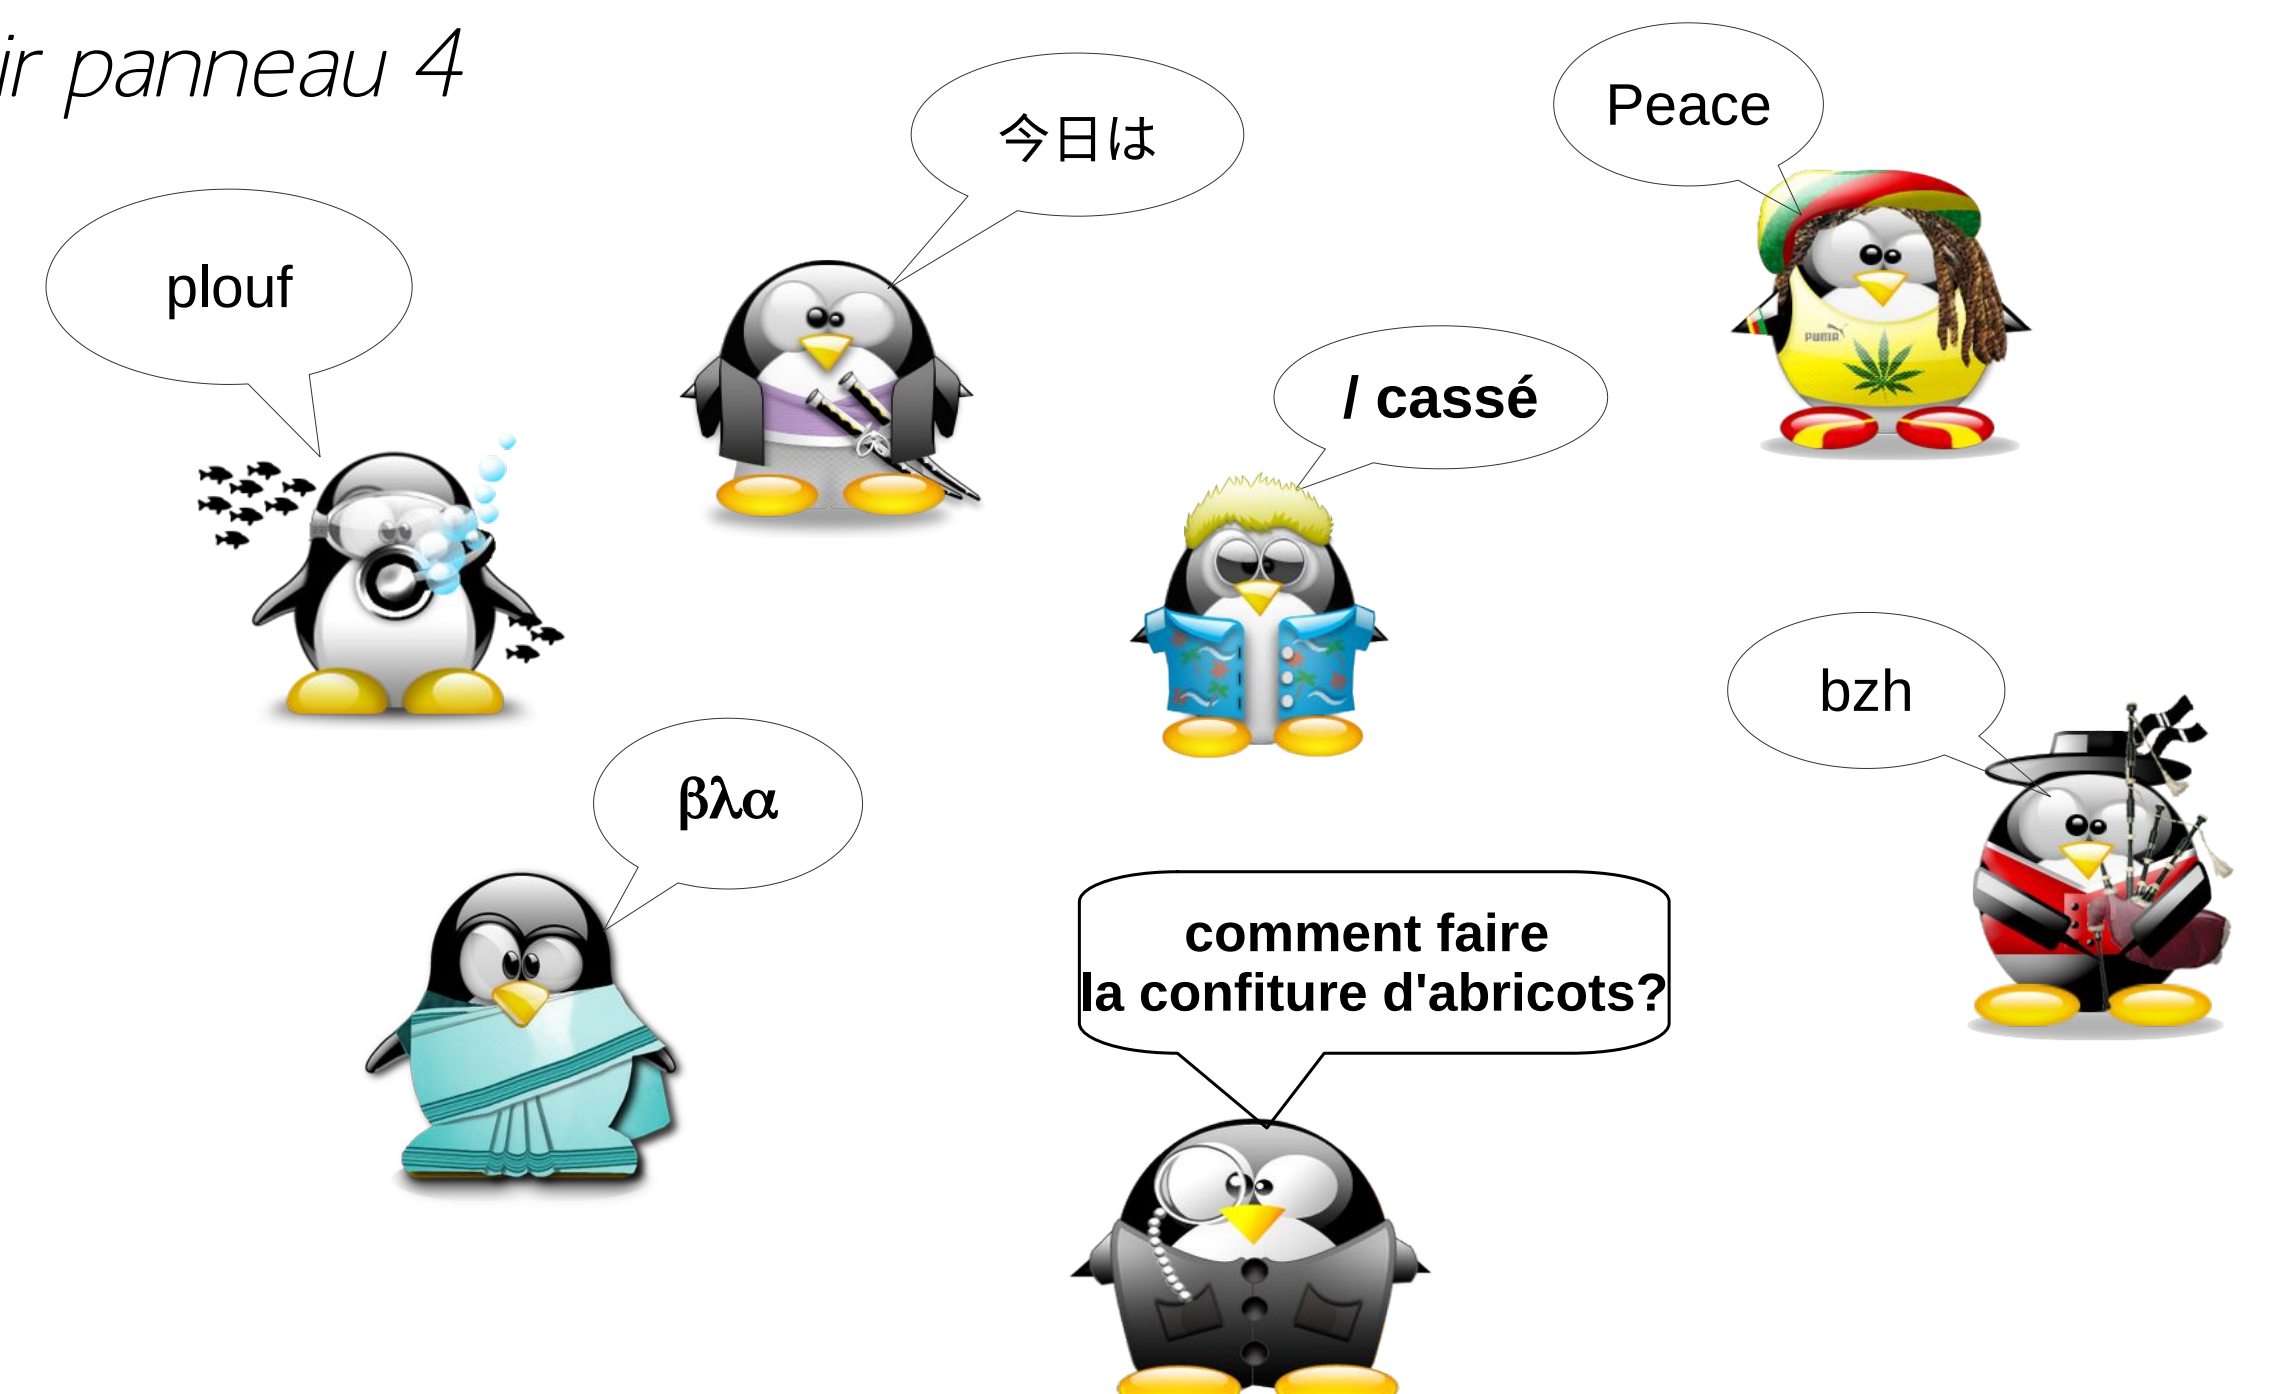 ir panneau 4
今日は
Peace
plouf
/ cassé
PUMA
bzh
βλα
comment faire
la confiture d'abricots?